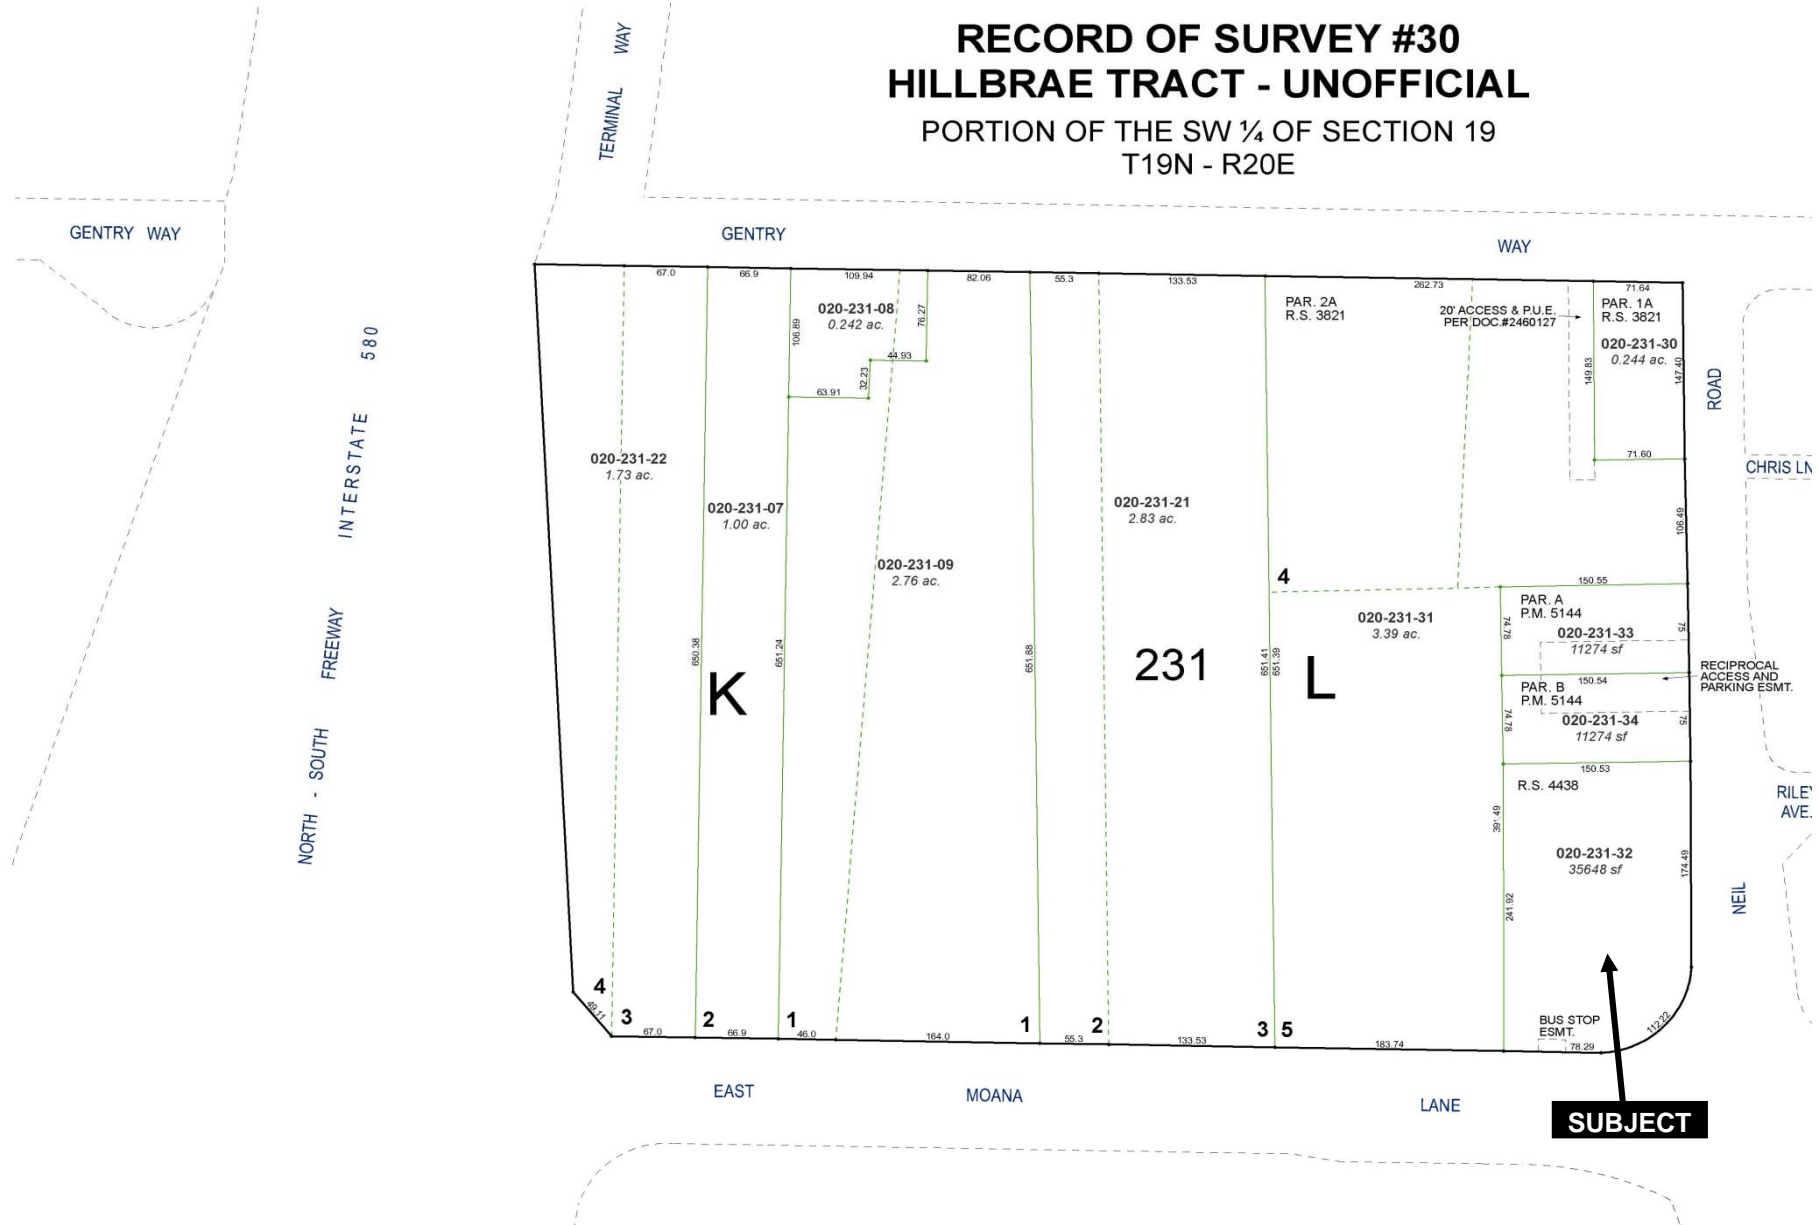 RECORD OF SURVEY #30
HILLBRAE TRACT - UNOFFICIAL
PORTION OF THE SW ¼ OF SECTION 19
T19N - R20E
TERMINAL WAY
GENTRY WAY
GENTRY
WAY
67.0
66.9
109.94
82.06
55.3
133.53
262.73
71.64
020-231-08
0.242 ac.
106.89
76.27
44.93
32.23
63.91
PAR. 2A
R.S. 3821
20' ACCESS & P.U.E.
PER DOC.#2460127
PAR. 1A
R.S. 3821
020-231-30
0.244 ac.
149.83
147.40
71.60
ROAD
CHRIS LN
NORTH - SOUTH FREEWAY INTERSTATE 580
020-231-22
1.73 ac.
020-231-07
1.00 ac.
020-231-09
2.76 ac.
020-231-21
2.83 ac.
106.49
4
150.55
020-231-31
3.39 ac.
PAR. A
P.M. 5144
020-231-33
11274 sf
74.78
75
650.38
651.24
651.88
651.41
651.39
K
231
L
150.54
RECIPROCAL
ACCESS AND
PARKING ESMT.
PAR. B
P.M. 5144
020-231-34
11274 sf
74.78
75
150.53
R.S. 4438
RILEY
AVE.
391.49
020-231-32
35648 sf
174.49
241.92
NEIL
4
49.11
3
2
1
1
2
3
5
67.0
66.9
46.0
164.0
55.3
133.53
183.74
BUS STOP
ESMT.
78.29
112.22
EAST
MOANA
LANE
SUBJECT